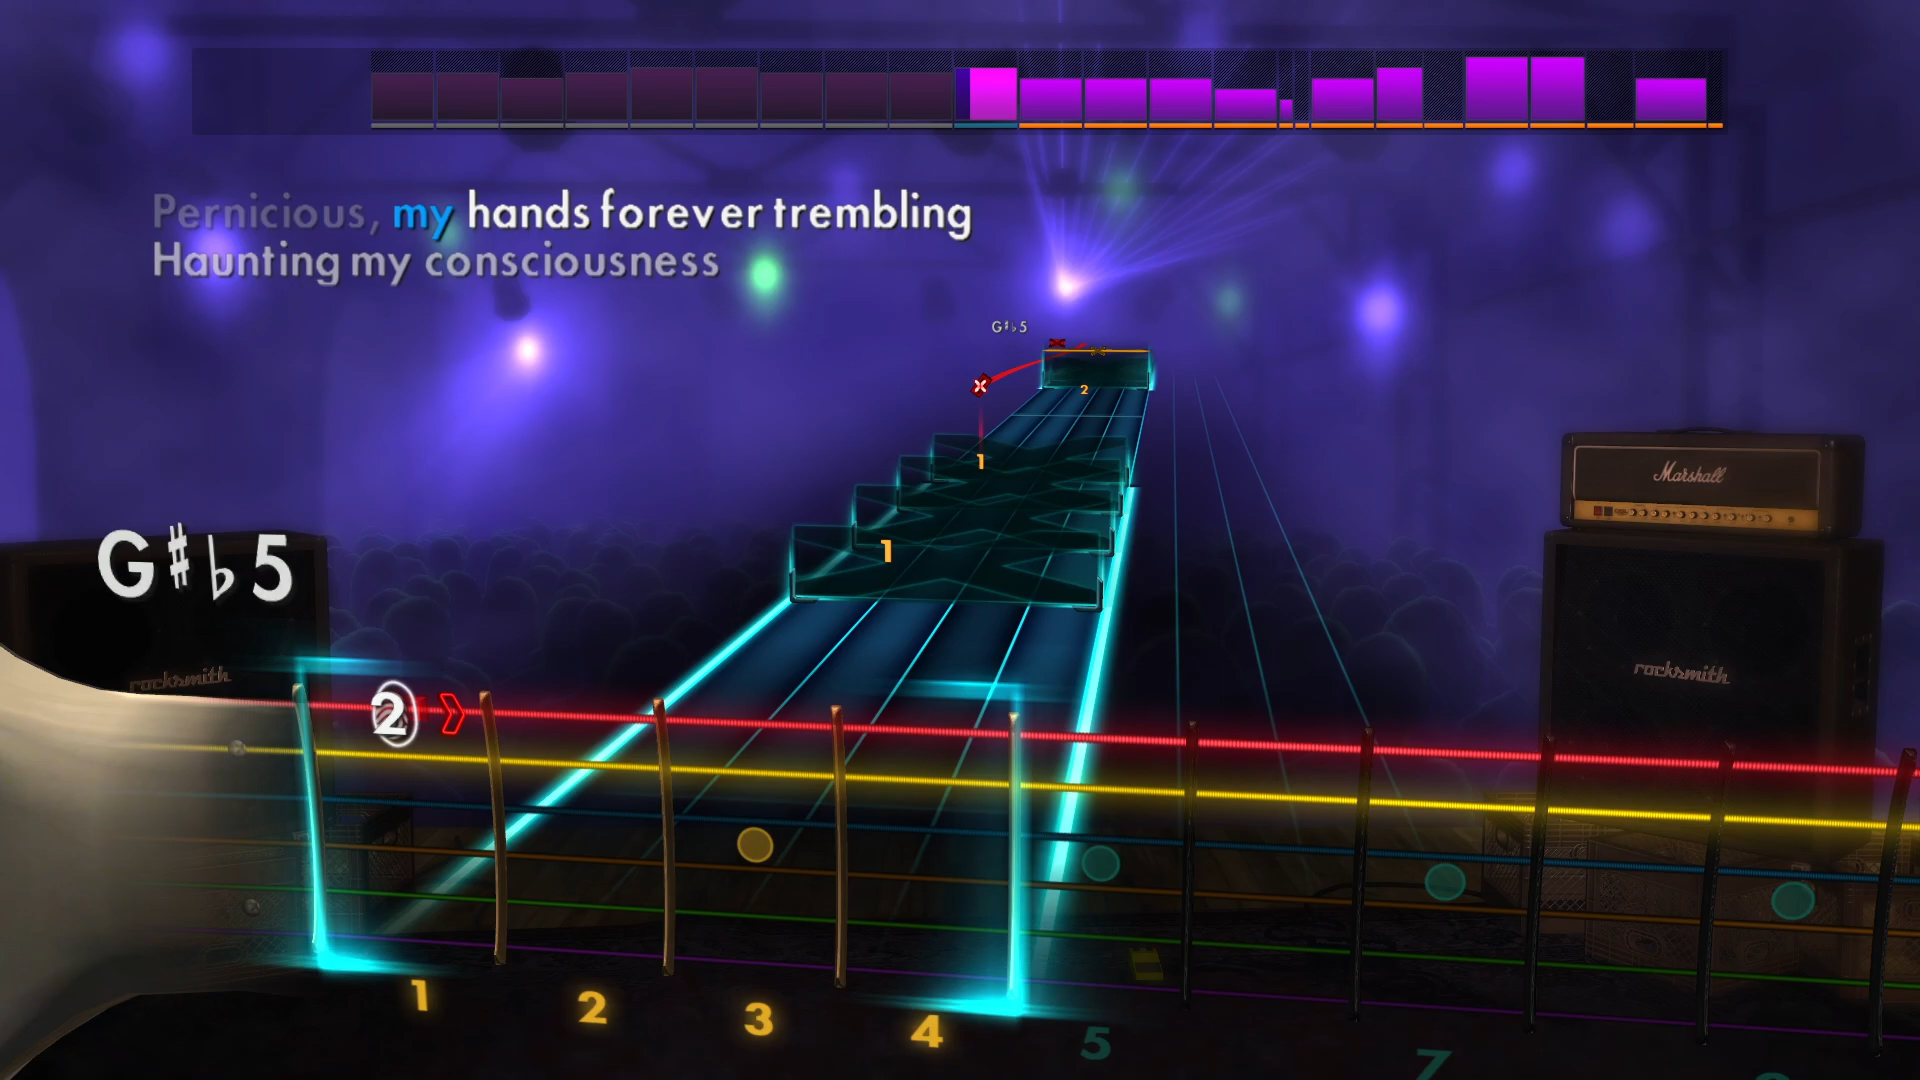 Pernicious, my hands forever trembling
Haunting my consciousness
G#♭5
2
1
Marshall
1
G♯♭5
rocksmith
rocksmith
2
1
2
3
4
5
7